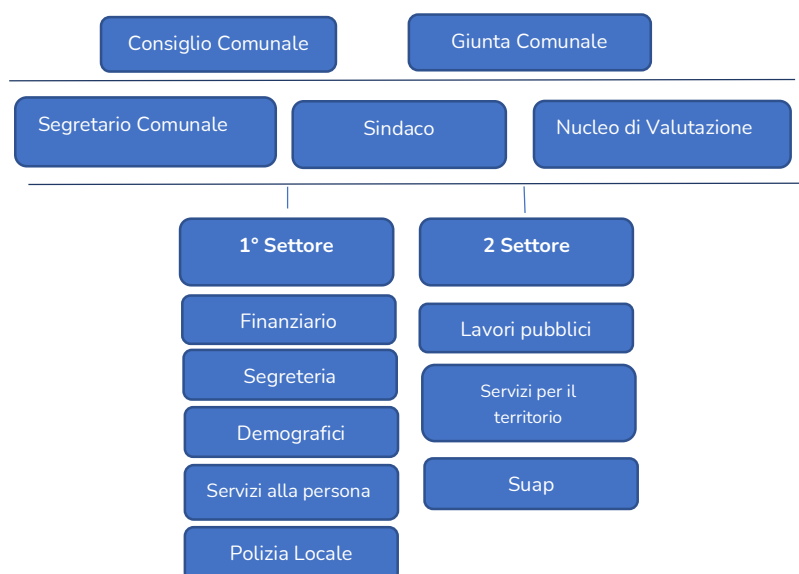 Consiglio Comunale
Giunta Comunale
Segretario Comunale
Sindaco
Nucleo di Valutazione
1° Settore
Finanziario
Segreteria
Demografici
Servizi alla persona
Polizia Locale
2 Settore
Lavori pubblici
Servizi per il
territorio
Suap